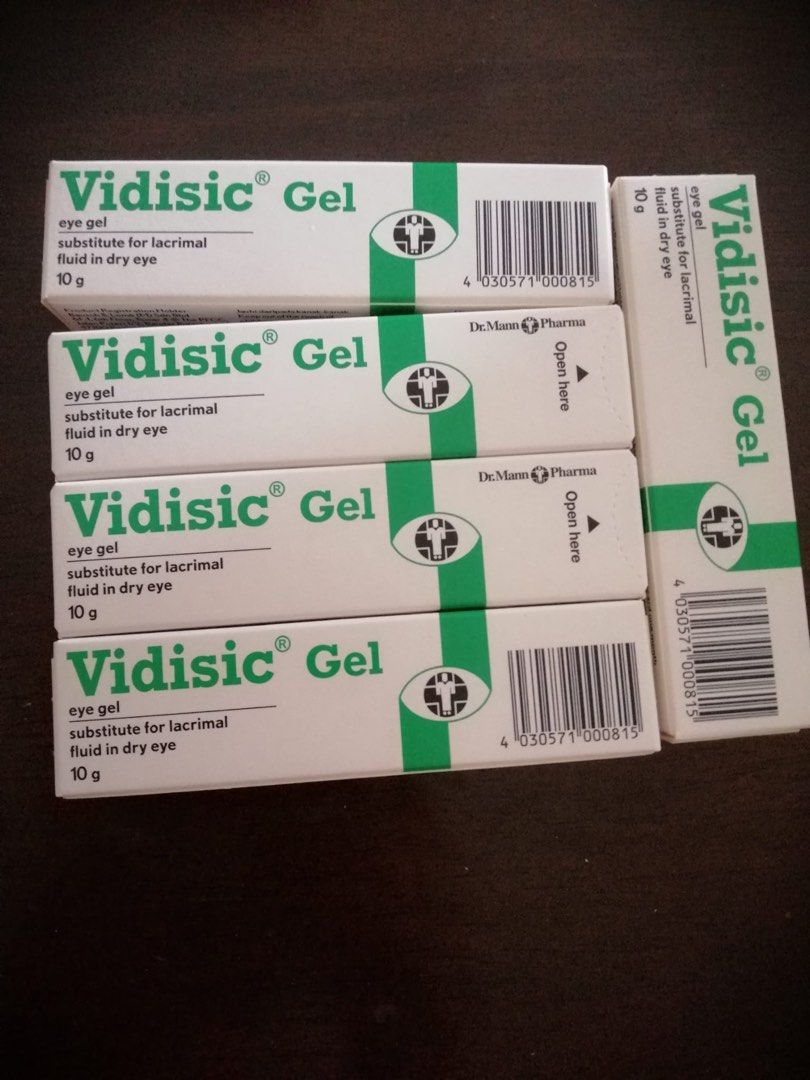 Vidisic® Gel
eye gel
substitute for lacrimal
fluid in dry eye
10 g
4 030571 000815
Product Registration Holder:
Vidisic® Gel
eye gel
substitute for lacrimal
fluid in dry eye
10 g
Dr.Mann Pharma
Open here
Vidisic® Gel
eye gel
substitute for lacrimal
fluid in dry eye
10 g
Dr.Mann Pharma
Open here
Vidisic® Gel
eye gel
substitute for lacrimal
fluid in dry eye
10 g
4 030571 000815
Vidisic® Gel
eye gel
substitute for lacrimal
fluid in dry eye
10 g
4 030571 000815